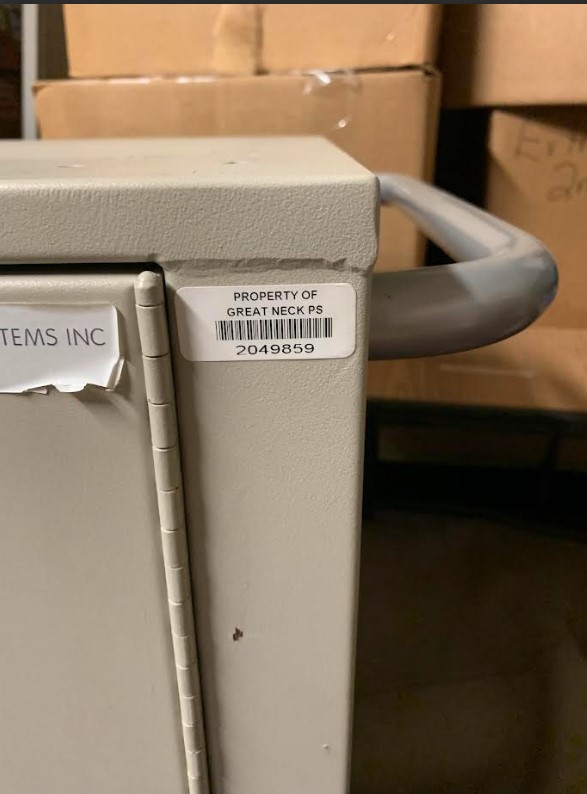 PROPERTY OF
GREAT NECK PS
2049859
TEMS INC